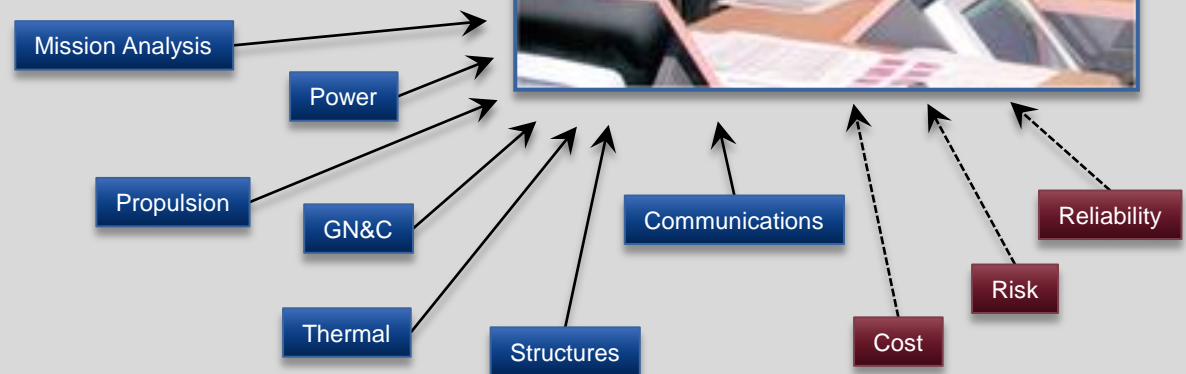 Mission Analysis
Power
Propulsion
GN&C
Communications
Reliability
Thermal
Structures
Risk
Cost